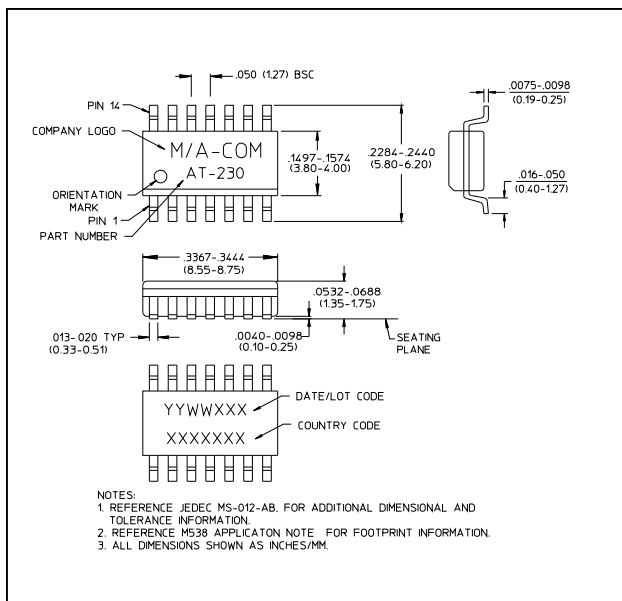 .050 (1.27) BSC
.0075-.0098
(0.19-0.25)
PIN 14
COMPANY LOGO
M/A-COM
AT-230
.1497-.1574
(3.80-4.00)
.2284-.2440
(5.80-6.20)
.016-.050
(0.40-1.27)
ORIENTATION
MARK
PIN 1
PART NUMBER
.3367-.3444
(8.55-8.75)
.0532-.0688
(1.35-1.75)
.013-.020 TYP.
(0.33-0.51)
.0040-.0098
(0.10-0.25)
SEATING
PLANE
YYWWXXX
DATE/LOT CODE
XXXXXXX
COUNTRY CODE
NOTES:
1. REFERENCE JEDEC MS-012-AB, FOR ADDITIONAL DIMENSIONAL AND
TOLERANCE INFORMATION.
2. REFERENCE M538 APPLICATON NOTE FOR FOOTPRINT INFORMATION.
3. ALL DIMENSIONS SHOWN AS INCHES/MM.